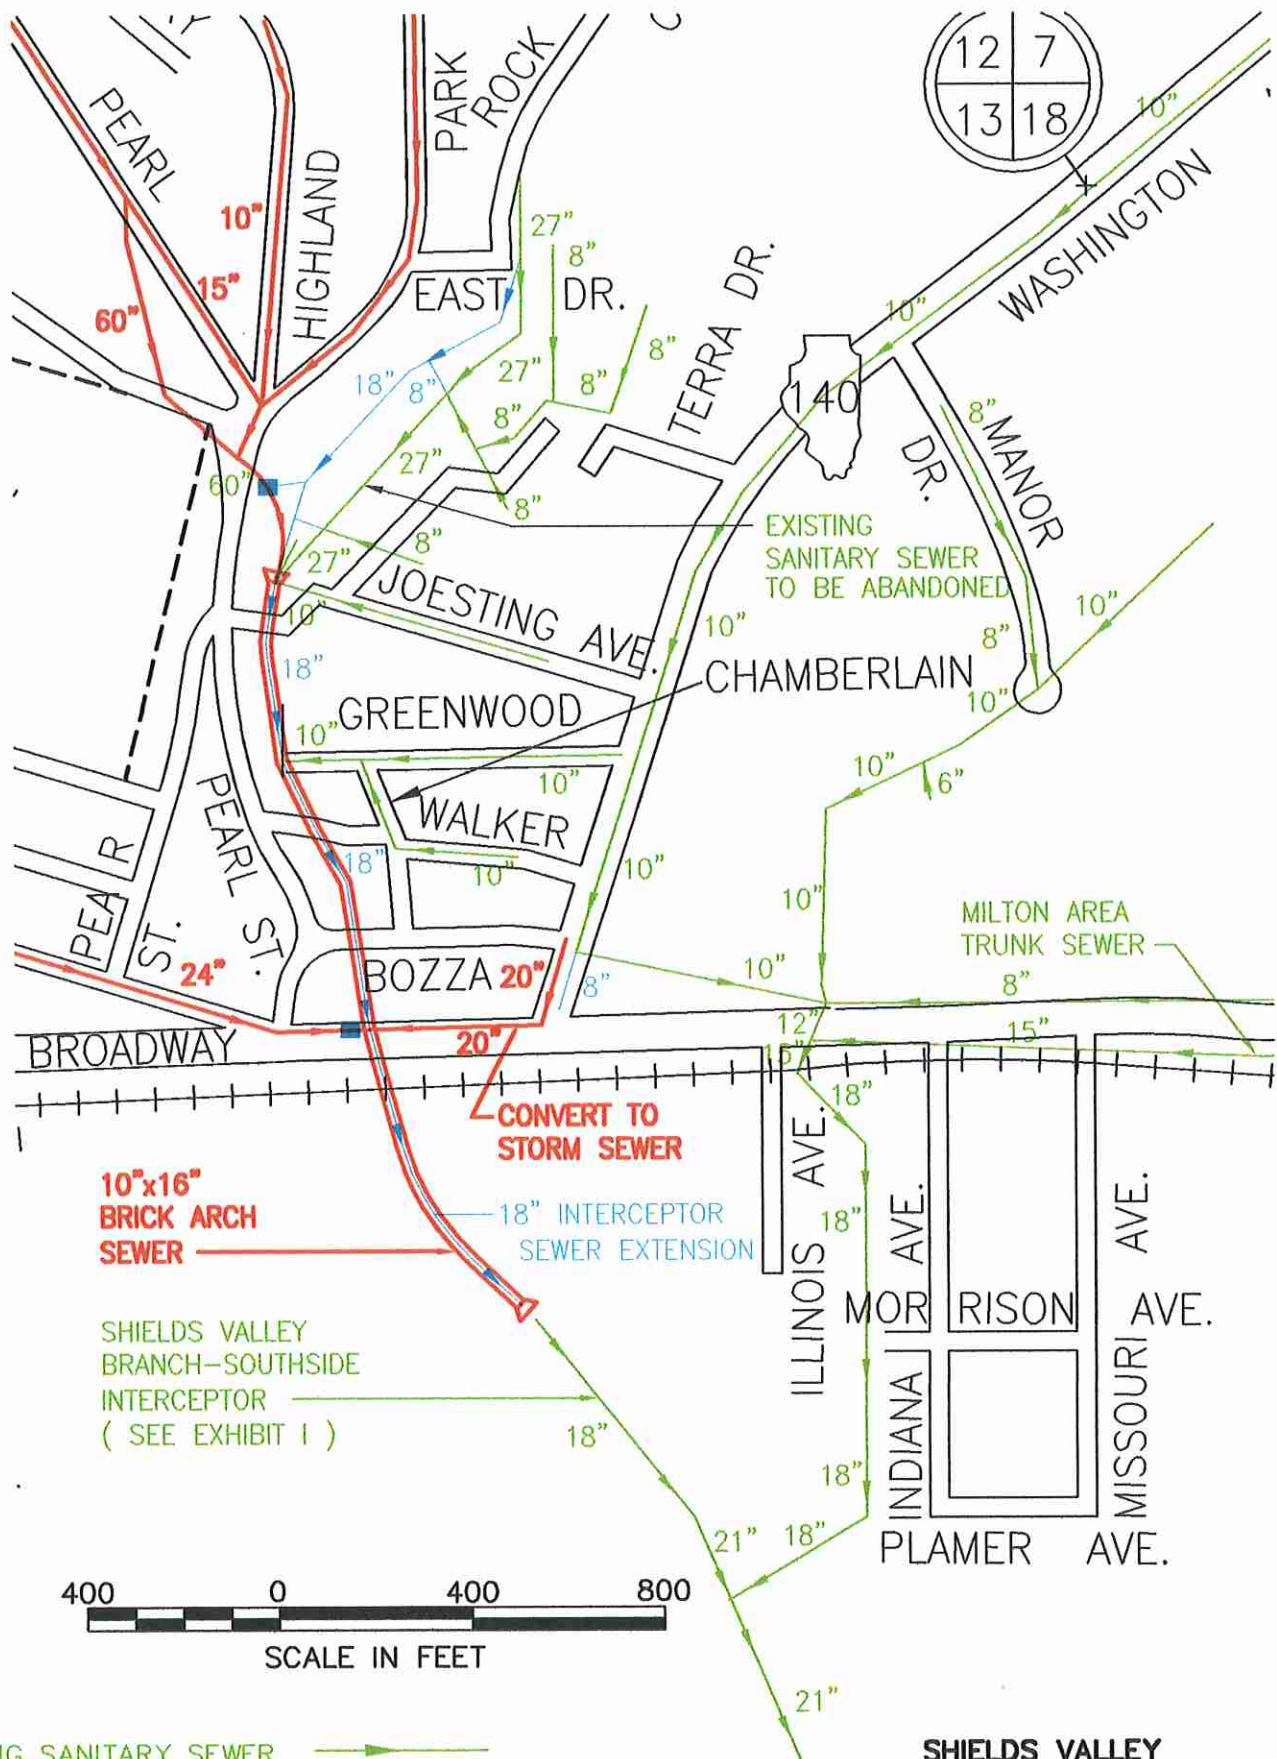 12 7
13 18
PEARL
HIGHLAND
PARK
ROCK
10"
WASHINGTON
10"
15"
60"
27"
8"
EAST DR.
TERRA DR.
10"
18"
8"
27"
8"
8"
8"
27"
8"
140
8"
MANOR
DR.
60"
8"
27"
10"
EXISTING
SANITARY SEWER
TO BE ABANDONED
JOESTING AVE.
10"
8"
10"
18"
CHAMBERLAIN
10"
GREENWOOD
10"
10"
10"
6"
PEARL ST.
WALKER
18"
10"
10"
10"
PEA R
ST.
MILTON AREA
TRUNK SEWER
24"
BOZZA
20"
8"
10"
8"
12"
15"
15"
BROADWAY
20"
18"
CONVERT TO
STORM SEWER
10"x16"
BRICK ARCH
SEWER
18" INTERCEPTOR
SEWER EXTENSION
18"
ILLINOIS AVE.
INDIANA AVE.
MISSOURI AVE.
MOR RISON AVE.
SHIELDS VALLEY
BRANCH-SOUTHSIDE
INTERCEPTOR
( SEE EXHIBIT I )
18"
18"
21"
18"
PLAMER AVE.
400 0 400 800
SCALE IN FEET
21"
NG SANITARY SEWER
SHIELDS VALLEY